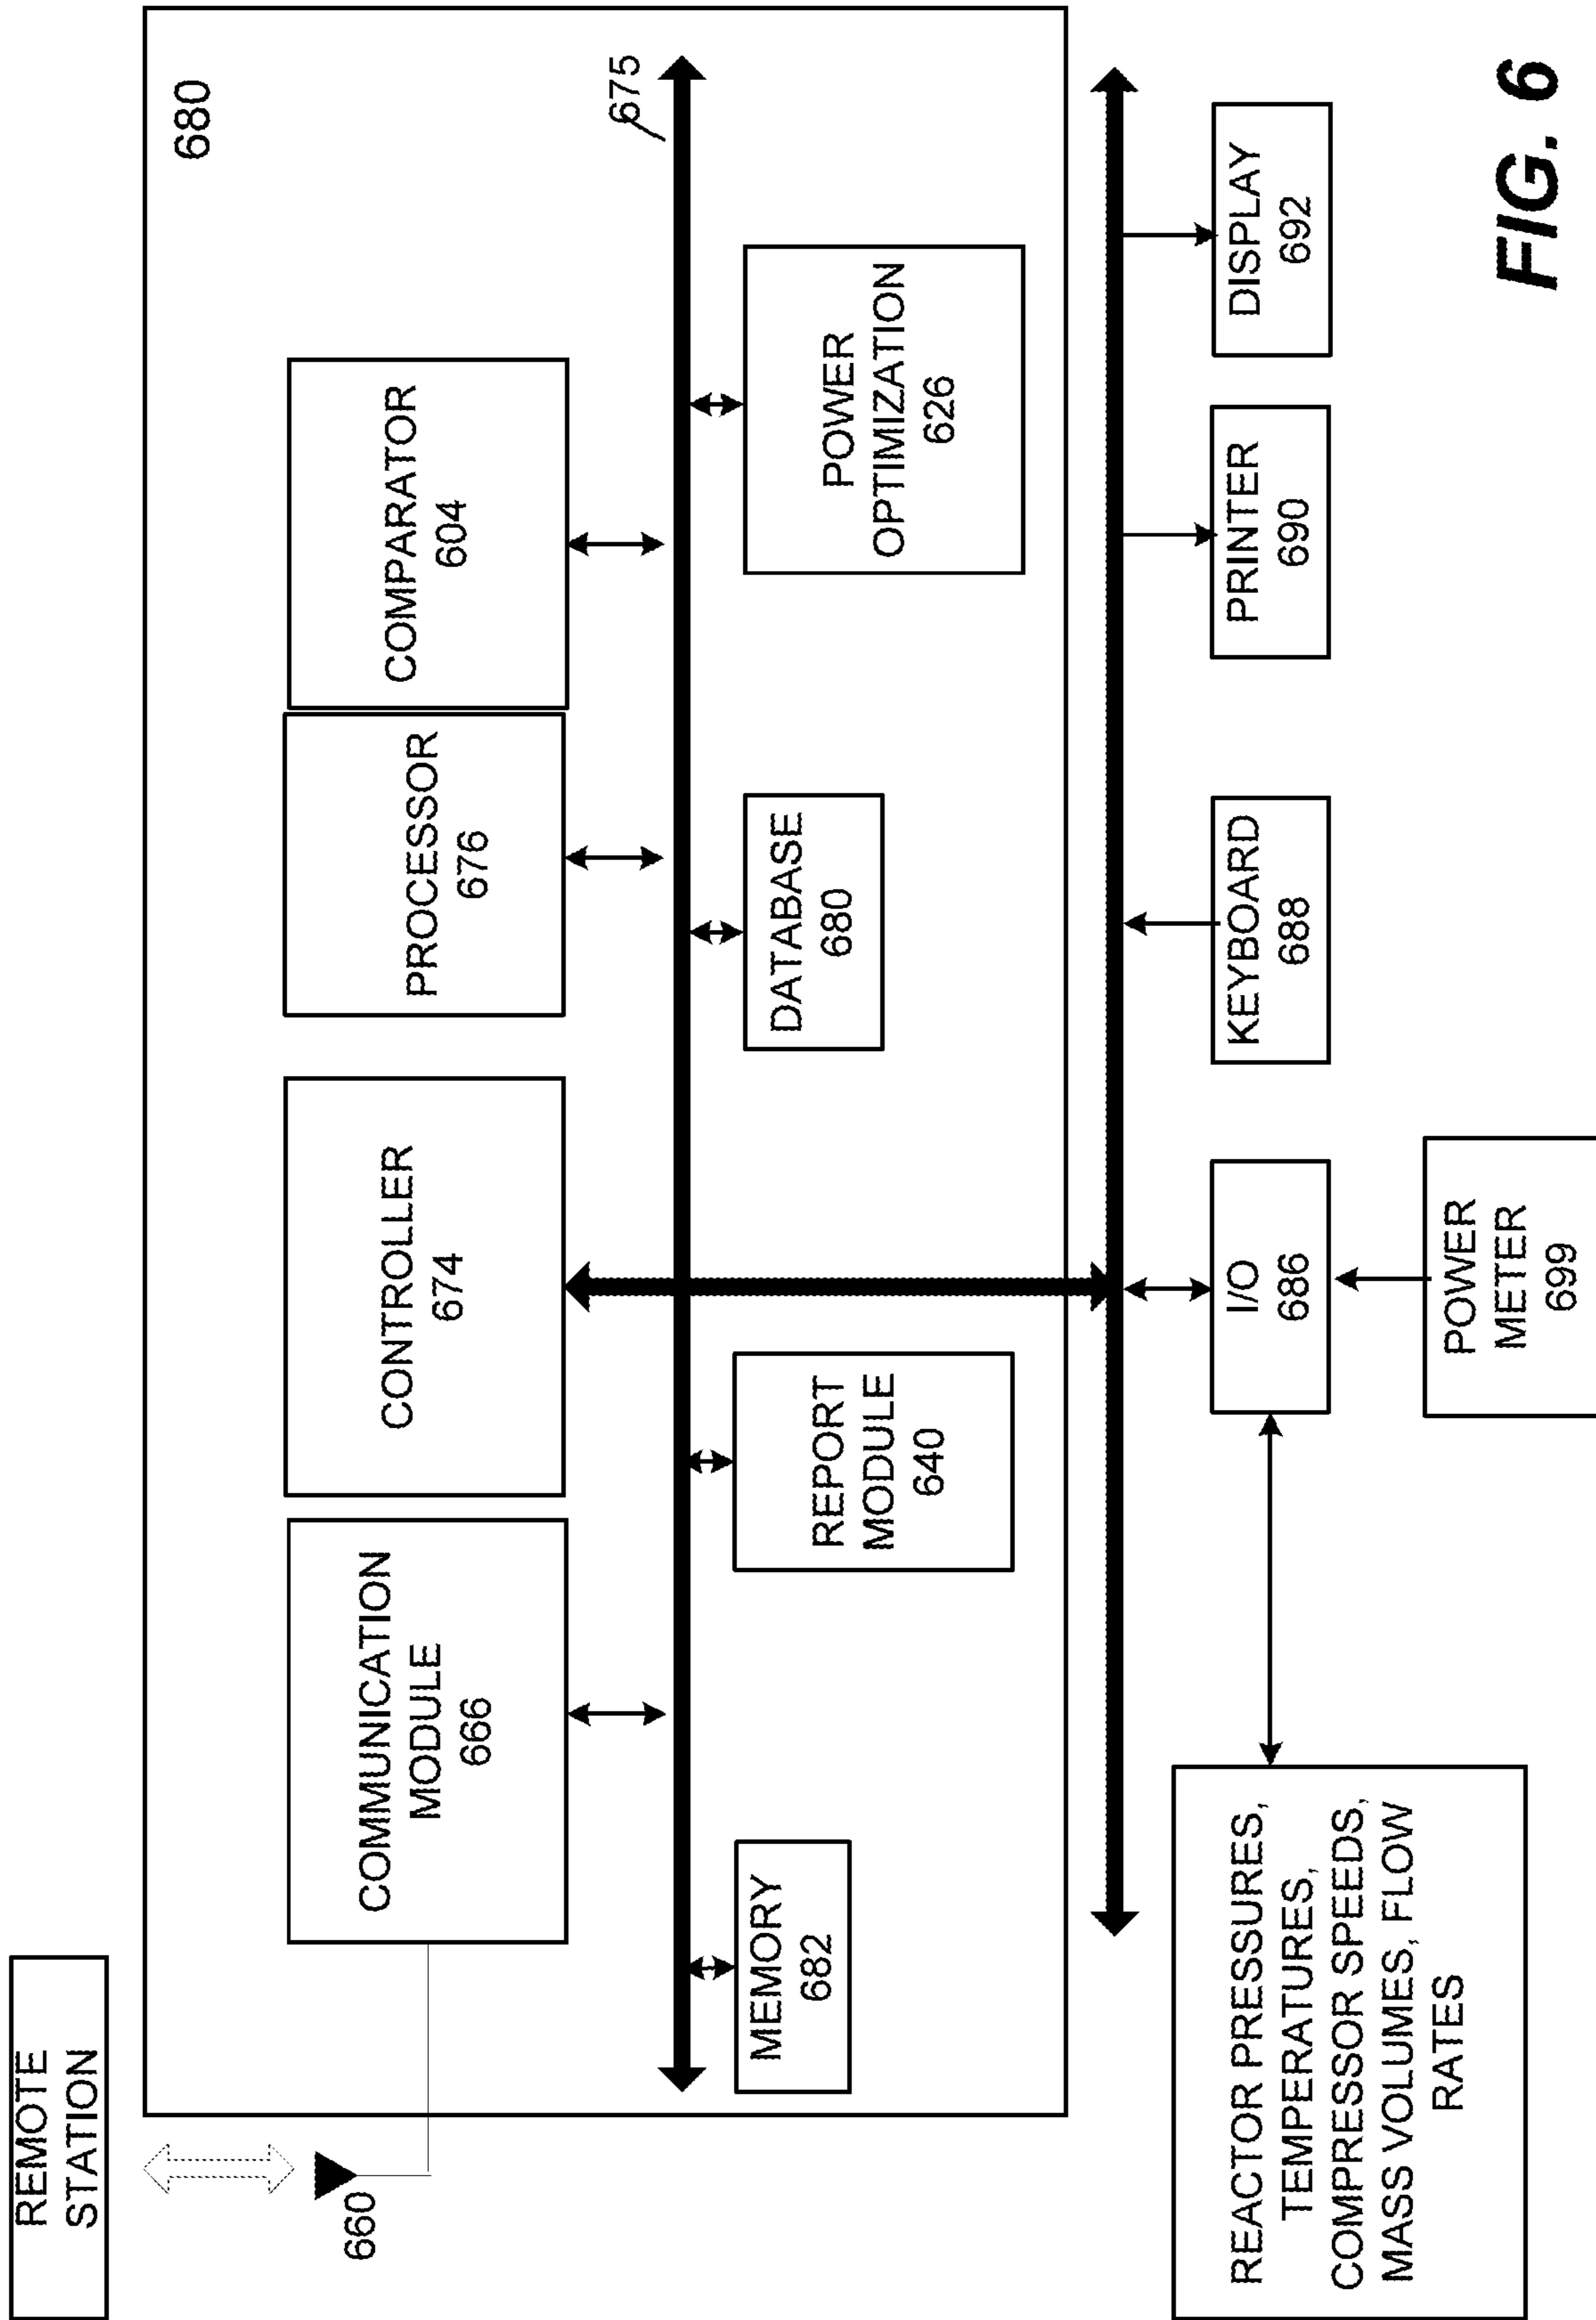 REMOTE
STATION
660
680
COMMUNICATION
MODULE
666
CONTROLLER
674
PROCESSOR
676
COMPARATOR
604
675
MEMORY
682
REPORT
MODULE
640
DATABASE
680
POWER
OPTIMIZATION
626
REACTOR PRESSURES,
TEMPERATURES,
COMPRESSOR SPEEDS,
MASS VOLUMES, FLOW
RATES
I/O
686
KEYBOARD
688
PRINTER
690
DISPLAY
692
POWER
METER
699
FIG. 6